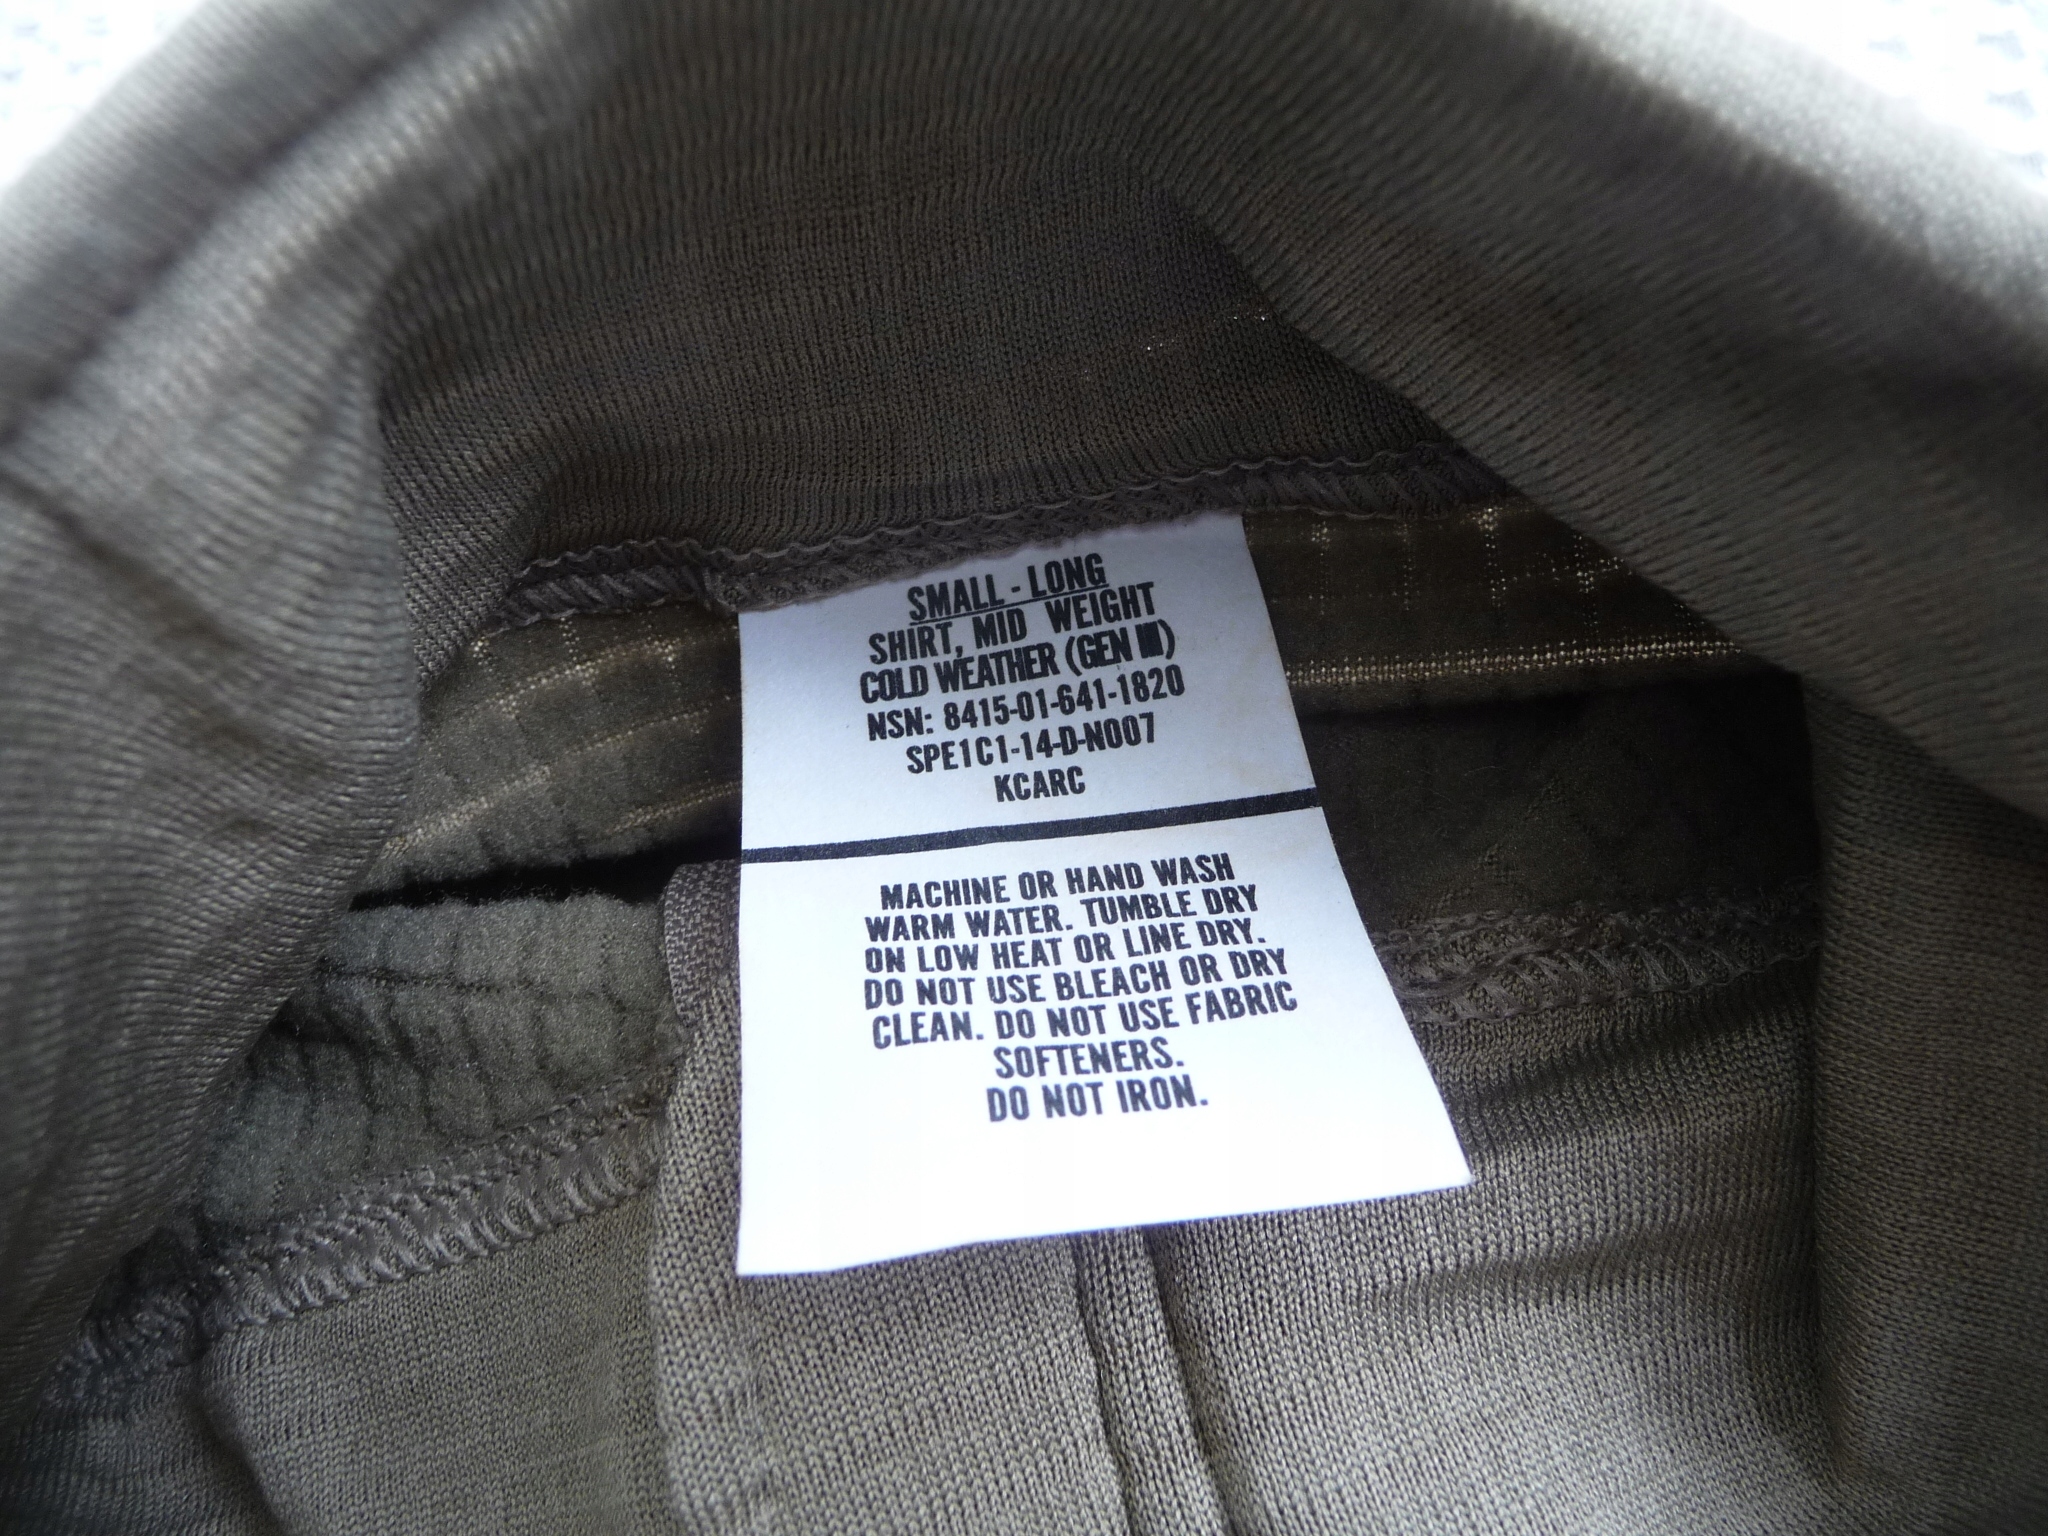 SMALL - LONG
SHIRT, MID WEIGHT
COLD WEATHER (GEN III)
NSN: 8415-01-641-1820
SPE1C1-14-D-N007
KCARC
MACHINE OR HAND WASH
WARM WATER. TUMBLE DRY
ON LOW HEAT OR LINE DRY.
DO NOT USE BLEACH OR DRY
CLEAN. DO NOT USE FABRIC
SOFTENERS.
DO NOT IRON.